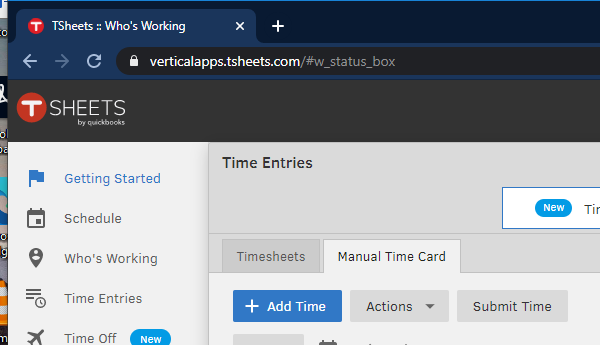 TSheets :: Who's Working
verticalapps.tsheets.com/#w_status_box
T SHEETS
by quickbooks
Getting Started
Schedule
Who's Working
Time Entries
Time Off New
Time Entries
New
Timesheets
Manual Time Card
+ Add Time
Actions
Submit Time